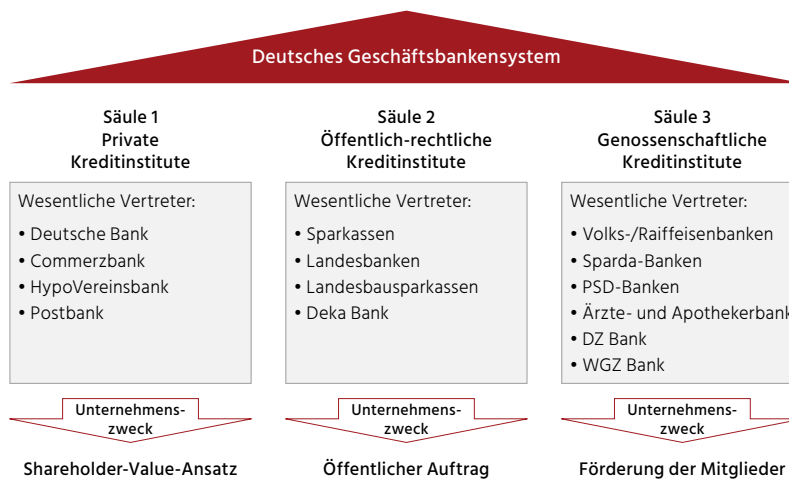 Deutsches Geschäftsbankensystem
Säule 1
Private
Kreditinstitute
Wesentliche Vertreter:
• Deutsche Bank
• Commerzbank
• HypoVereinsbank
• Postbank
Unternehmens-
zweck
Shareholder-Value-Ansatz
Säule 2
Öffentlich-rechtliche
Kreditinstitute
Wesentliche Vertreter:
• Sparkassen
• Landesbanken
• Landesbausparkassen
• Deka Bank
Unternehmens-
zweck
Öffentlicher Auftrag
Säule 3
Genossenschaftliche
Kreditinstitute
Wesentliche Vertreter:
• Volks-/Raiffeisenbanken
• Sparda-Banken
• PSD-Banken
• Ärzte- und Apothekerbank
• DZ Bank
• WGZ Bank
Unternehmens-
zweck
Förderung der Mitglieder